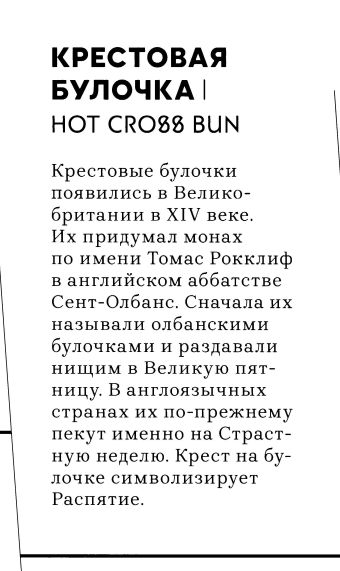 КРЕСТОВАЯ
БУЛОЧКА |
HOT CROSS BUN
Крестовые булочки
появились в Велико-
британии в XIV веке.
Их придумал монах
по имени Томас Рокклиф
в английском аббатстве
Сент-Олбанс. Сначала их
называли олбанскими
булочками и раздавали
нищим в Великую пят-
ницу. В англоязычных
странах их по-прежнему
пекут именно на Страст-
ную неделю. Крест на бу-
лочке символизирует
Распятие.